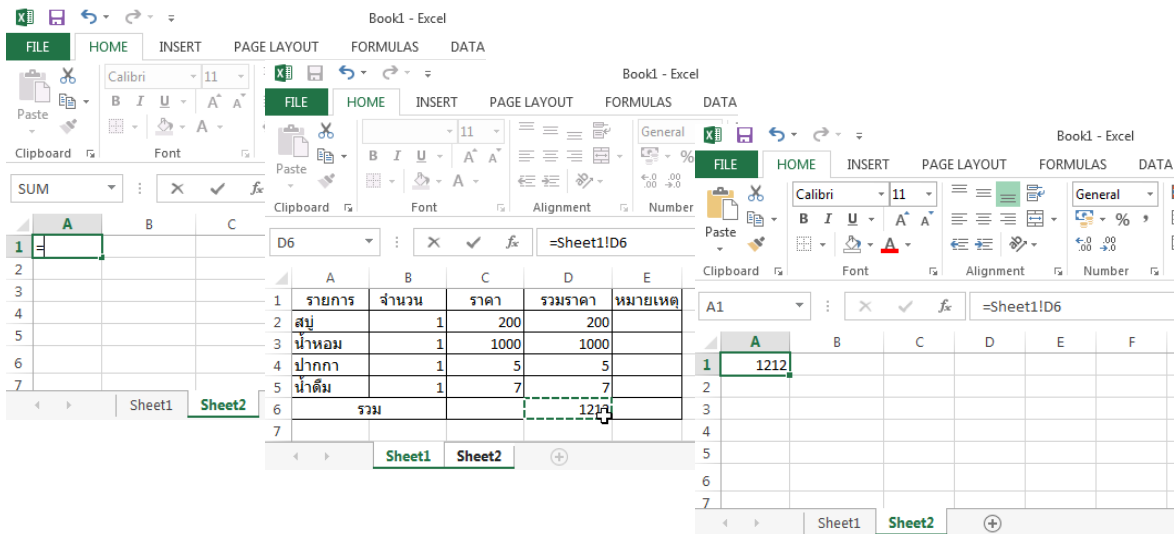 Book1 - Excel
FILE HOME INSERT PAGE LAYOUT FORMULAS DATA
Paste
Calibri 11
B I U A A
A
Clipboard Font
SUM fx
A B C
1 =
2
3
4
5
6
7
Sheet1 Sheet2
Book1 - Excel
FILE HOME INSERT PAGE LAYOUT FORMULAS DATA
Paste
11 General
B I U A A %
A
Clipboard Font Alignment Number
D6 fx =Sheet1!D6
A B C D E
1 รายการ จำนวน ราคา รวมราคา หมายเหตุ
2 สบู่ 1 200 200
3 น้ำหอม 1 1000 1000
4 ปากกา 1 5 5
5 น้ำดื่ม 1 7 7
6 รวม 1212
7
Sheet1 Sheet2
Book1 - Excel
FILE HOME INSERT PAGE LAYOUT FORMULAS DATA
Paste
Calibri 11 General
B I U A A % ,
A
Clipboard Font Alignment Number
A1 fx =Sheet1!D6
A B C D E F
1 1212
2
3
4
5
6
7
Sheet1 Sheet2